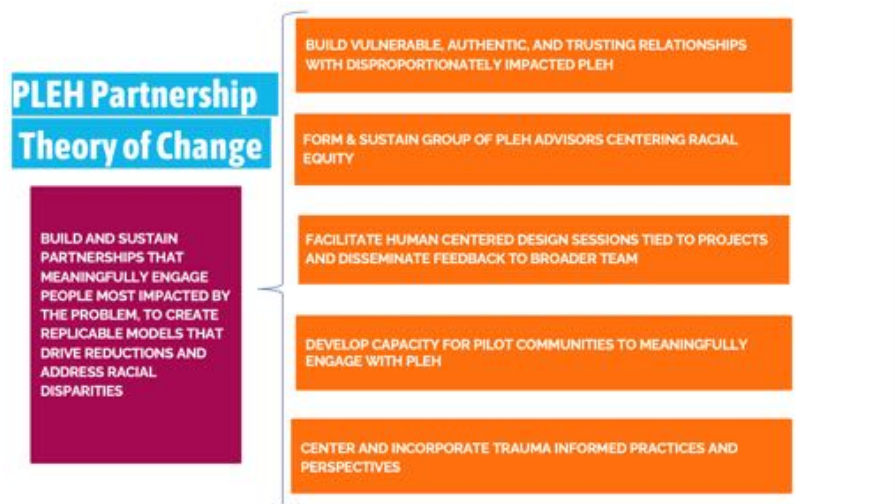 PLEH Partnership
Theory of Change
BUILD AND SUSTAIN
PARTNERSHIPS THAT
MEANINGFULLY ENGAGE
PEOPLE MOST IMPACTED BY
THE PROBLEM, TO CREATE
REPLICABLE MODELS THAT
DRIVE REDUCTIONS AND
ADDRESS RACIAL
DISPARITIES
BUILD VULNERABLE, AUTHENTIC, AND TRUSTING RELATIONSHIPS
WITH DISPROPORTIONATELY IMPACTED PLEH
FORM & SUSTAIN GROUP OF PLEH ADVISORS CENTERING RACIAL
EQUITY
FACILITATE HUMAN CENTERED DESIGN SESSIONS TIED TO PROJECTS
AND DISSEMINATE FEEDBACK TO BROADER TEAM
DEVELOP CAPACITY FOR PILOT COMMUNITIES TO MEANINGFULLY
ENGAGE WITH PLEH
CENTER AND INCORPORATE TRAUMA INFORMED PRACTICES AND
PERSPECTIVES